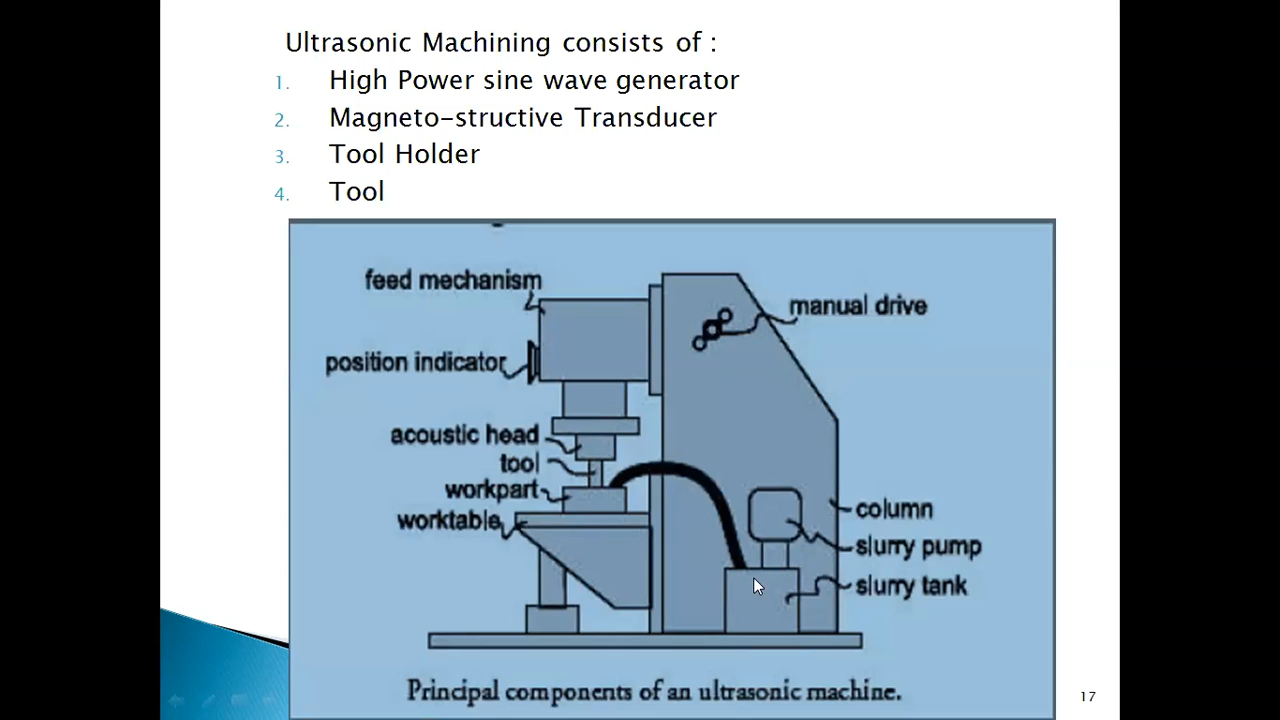 Ultrasonic Machining consists of :
1. High Power sine wave generator
2. Magneto-structive Transducer
3. Tool Holder
4. Tool
feed mechanism
manual drive
position indicator
acoustic head
tool
workpart
worktable
column
slurry pump
slurry tank
Principal components of an ultrasonic machine.
17